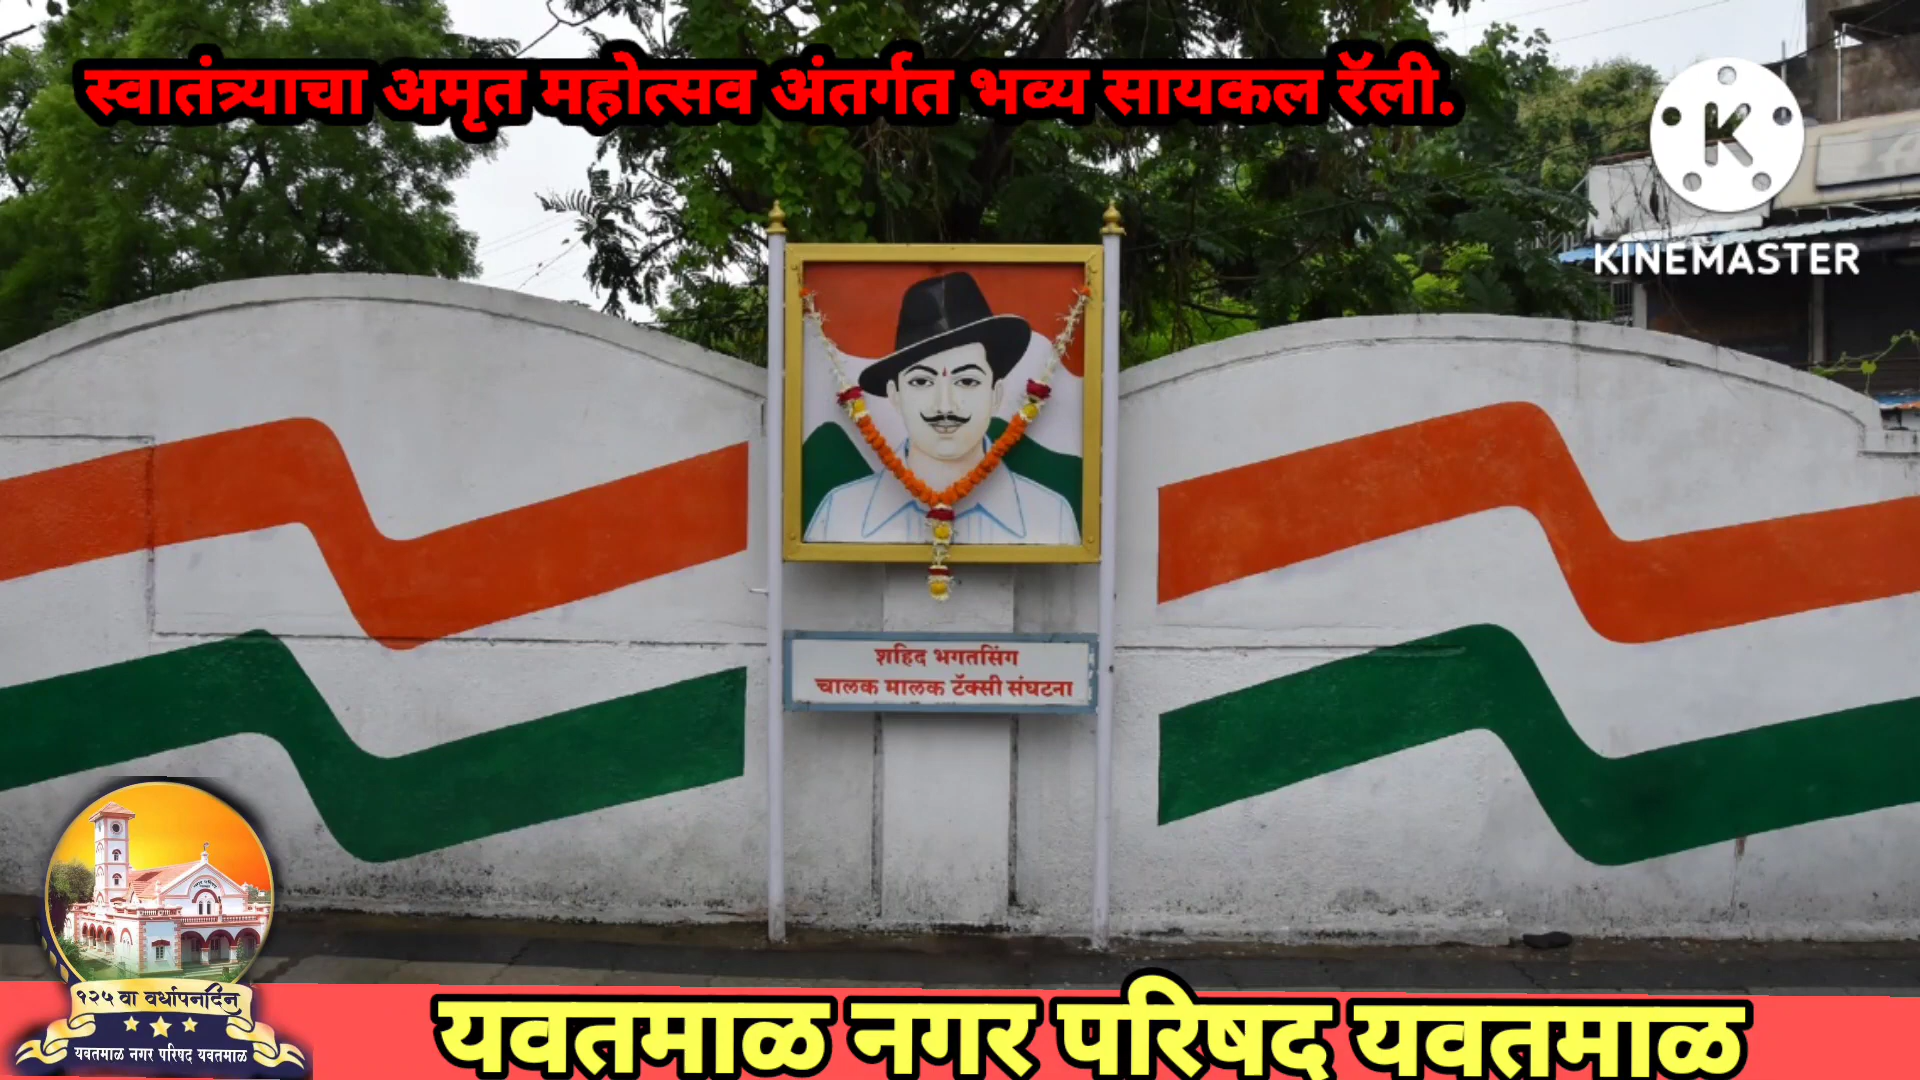 स्वातंत्र्याचा अमृत महोत्सव अंतर्गत भव्य सायकल रॅली.
K
KINEMASTER
शहिद भगतसिंग
चालक मालक टॅक्सी संघटना
१२५ वा वर्धापनदिन
यवतमाळ नगर परिषद यवतमाळ
यवतमाळ नगर परिषद यवतमाळ